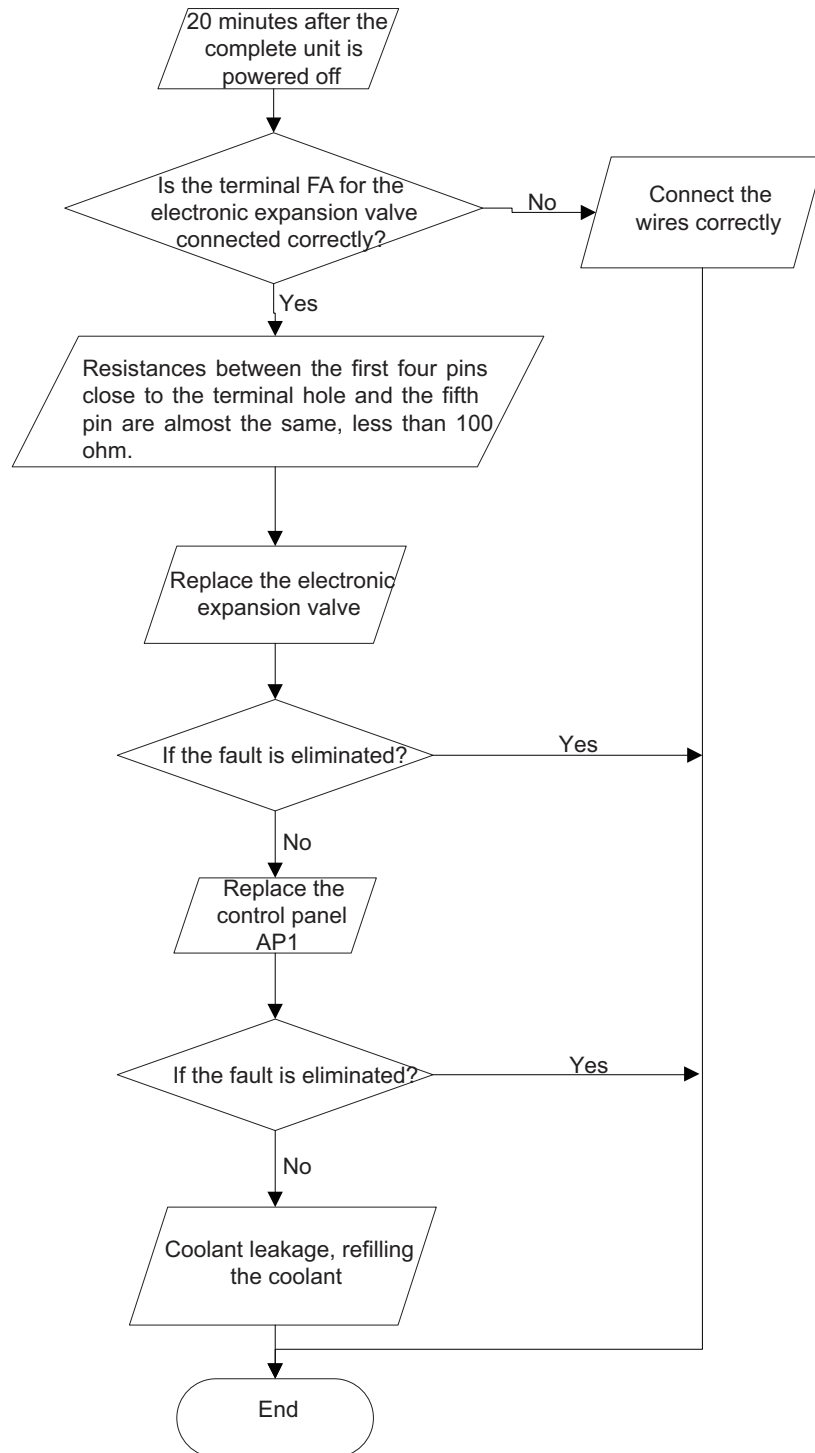 20 minutes after the
complete unit is
powered off
Is the terminal FA for the
electronic expansion valve
connected correctly?
No
Connect the
wires correctly
Yes
Resistances between the first four pins
close to the terminal hole and the fifth
pin are almost the same, less than 100
ohm.
Replace the electronic
expansion valve
If the fault is eliminated?
Yes
No
Replace the
control panel
AP1
If the fault is eliminated?
Yes
No
Coolant leakage, refilling
the coolant
End